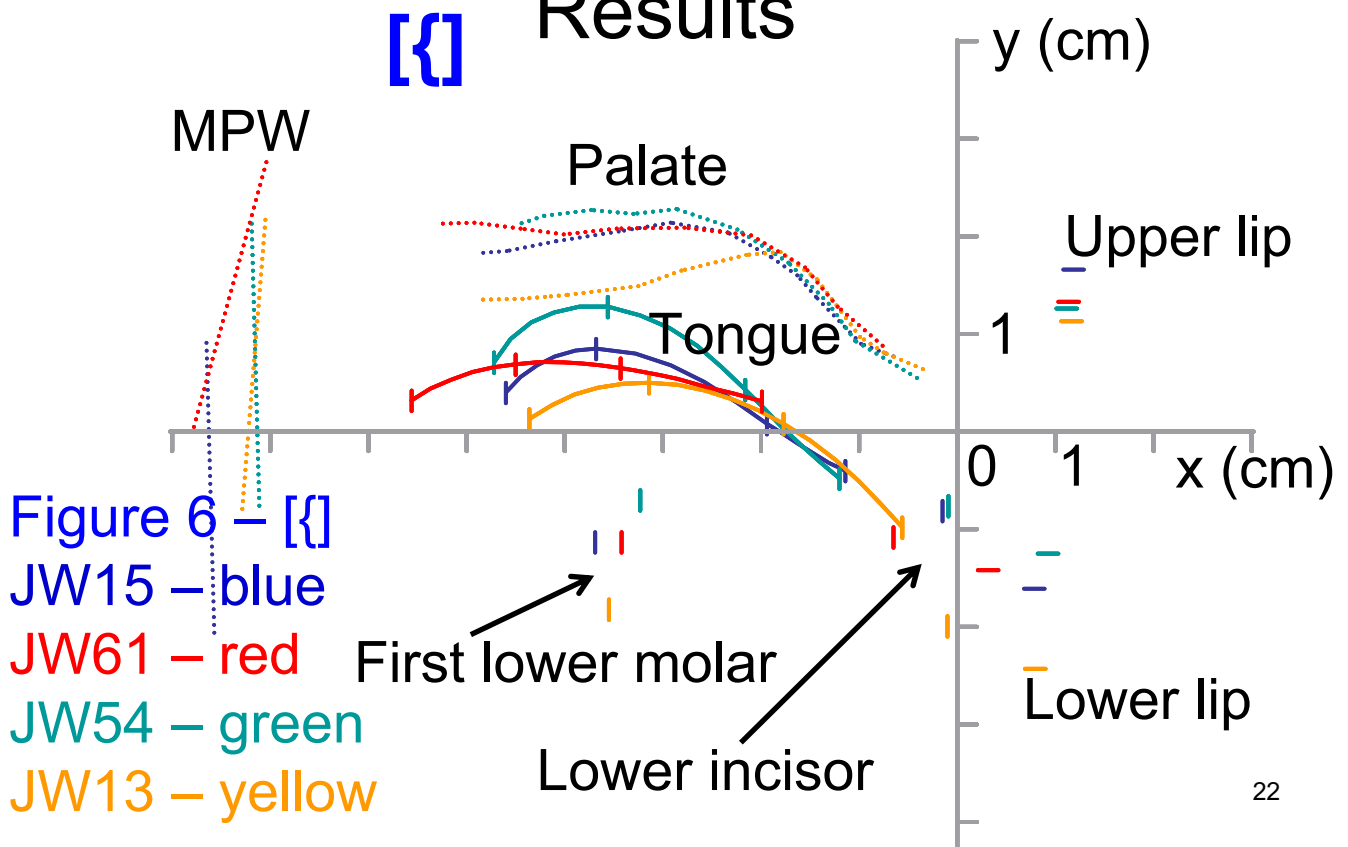 Results
[{]
y (cm)
MPW
Palate
Upper lip
Tongue
1
0 1 x (cm)
Figure 6 – [{]
JW15 – blue
JW61 – red
JW54 – green
JW13 – yellow
First lower molar
Lower lip
Lower incisor
22